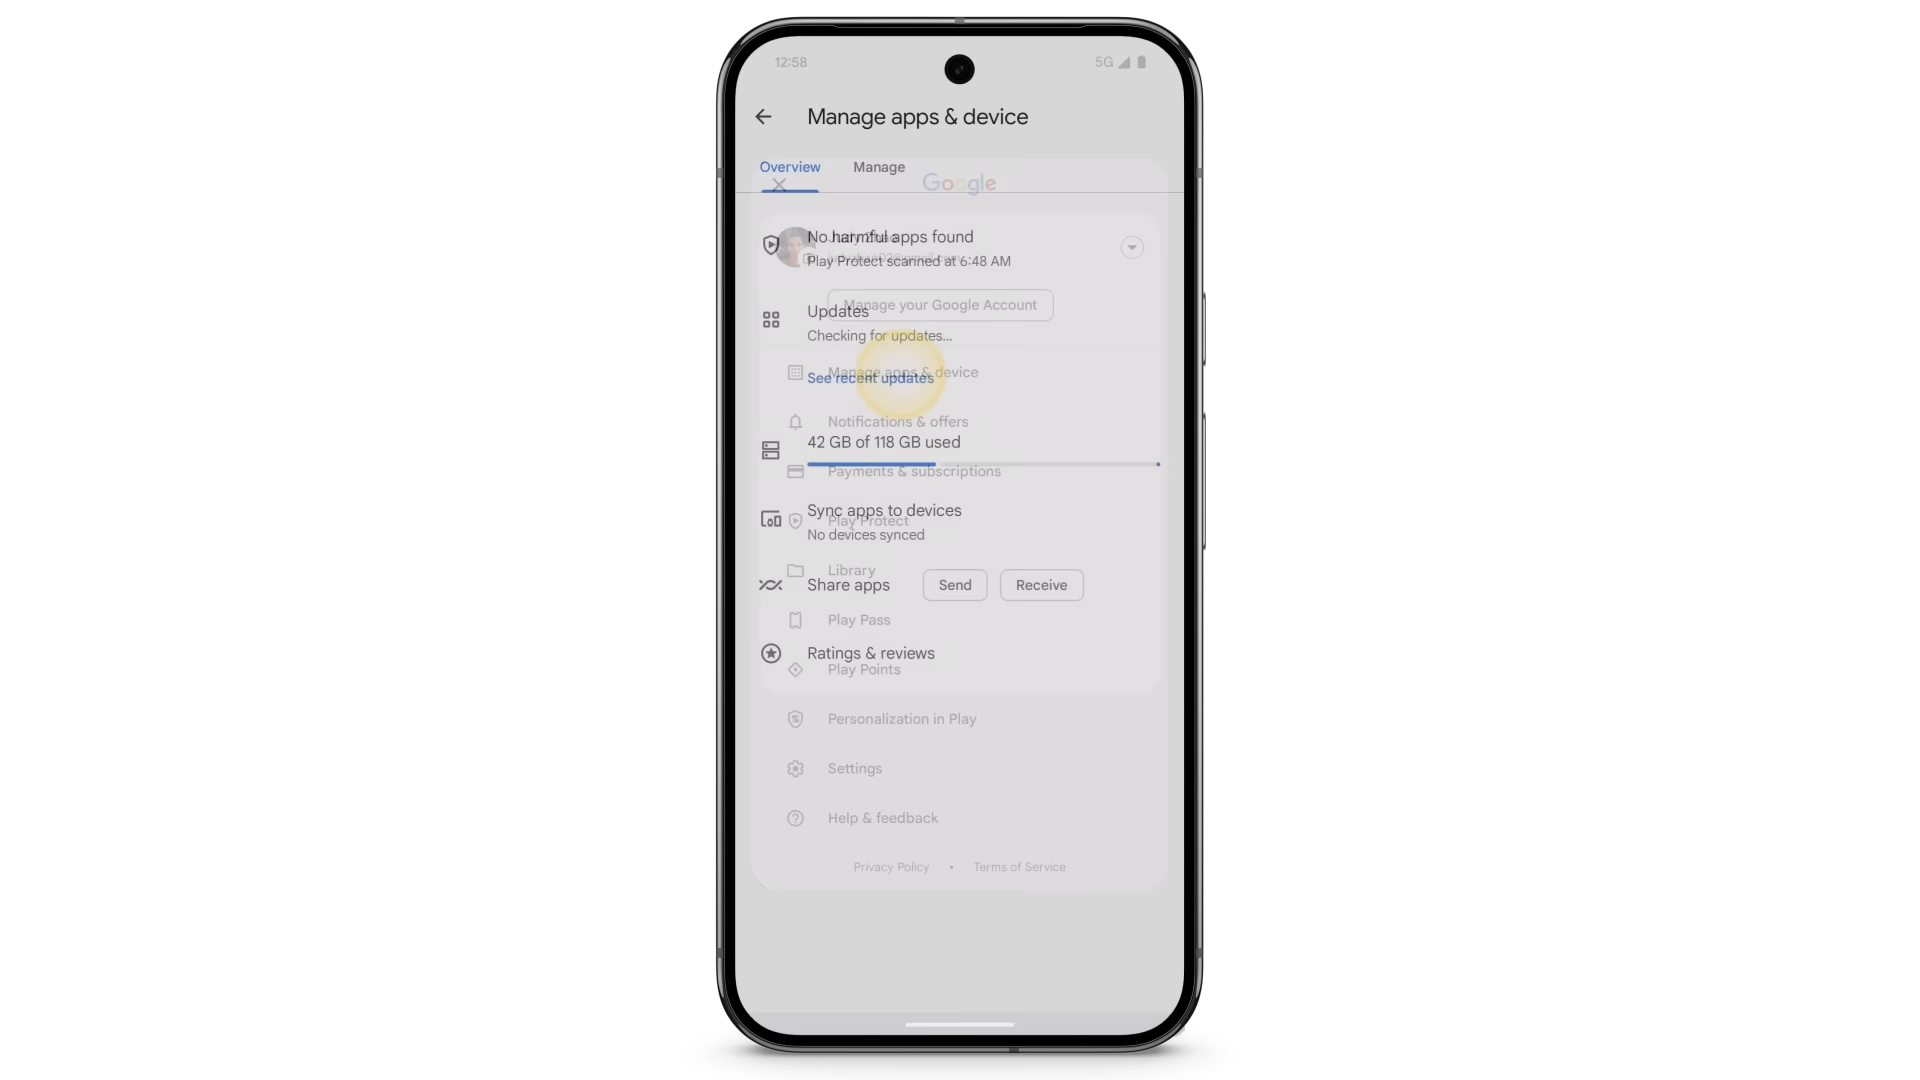 12:58
5G
Manage apps & device
Overview
Manage
Google
No harmful apps found
Play Protect scanned at 6:48 AM
Manage your Google Account
Updates
Checking for updates...
Manage apps & device
See recent updates
Notifications & offers
42 GB of 118 GB used
Payments & subscriptions
Sync apps to devices
Play Protect
No devices synced
Library
Share apps
Send
Receive
Play Pass
Ratings & reviews
Play Points
Personalization in Play
Settings
Help & feedback
Privacy Policy • Terms of Service